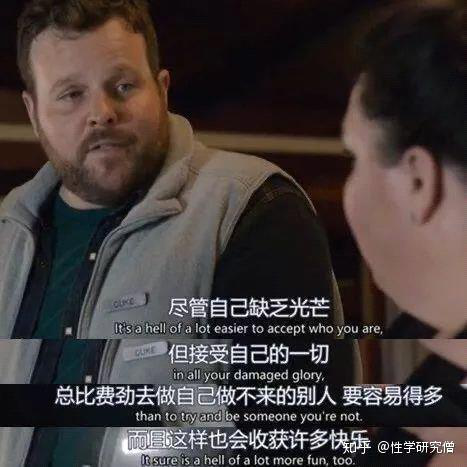 DUKE
尽管自己缺乏光芒
It's a hell of a lot easier to accept who you are,
DUKE
但接受自己的一切
in all your damaged glory,
总比费劲去做自己做不来的别人 要容易得多
than to try and be someone you're not.
而且这样也会收获许多快乐
It sure is a hell of a lot more fun, too.
知乎 @性学研究僧